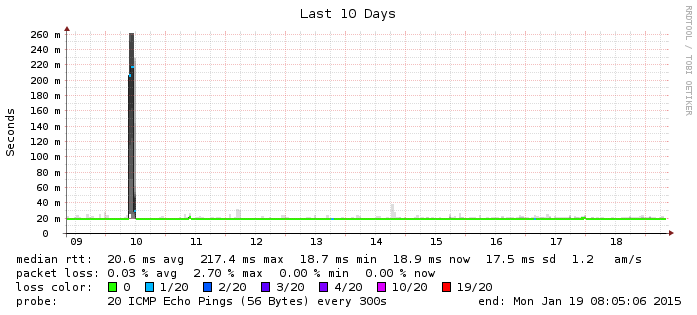 Last 10 Days
RRDTOOL / TOBI OETIKER
Seconds
260 m
240 m
220 m
200 m
180 m
160 m
140 m
120 m
100 m
80 m
60 m
40 m
20 m
0
09 10 11 12 13 14 15 16 17 18
median rtt: 20.6 ms avg 217.4 ms max 18.7 ms min 18.9 ms now 17.5 ms sd 1.2 am/s
packet loss: 0.03 % avg 2.70 % max 0.00 % min 0.00 % now
loss color: 0 1/20 2/20 3/20 4/20 10/20 19/20
probe: 20 ICMP Echo Pings (56 Bytes) every 300s end: Mon Jan 19 08:05:06 2015